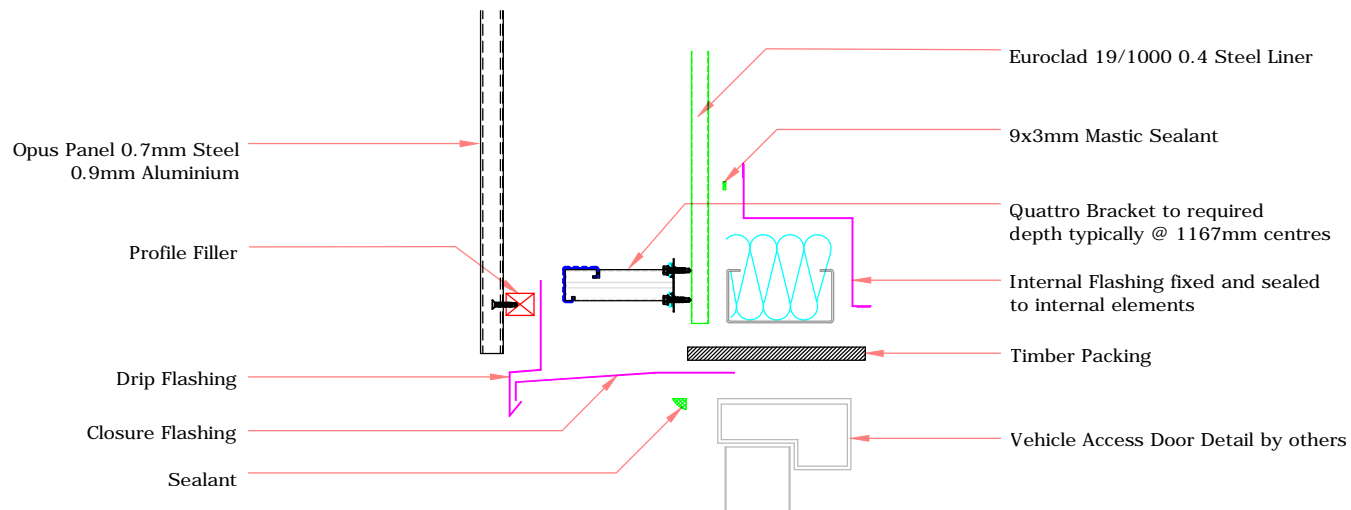 Opus Panel 0.7mm Steel
0.9mm Aluminium
Profile Filler
Drip Flashing
Closure Flashing
Sealant
Euroclad 19/1000 0.4 Steel Liner
9x3mm Mastic Sealant
Quattro Bracket to required
depth typically @ 1167mm centres
Internal Flashing fixed and sealed
to internal elements
Timber Packing
Vehicle Access Door Detail by others